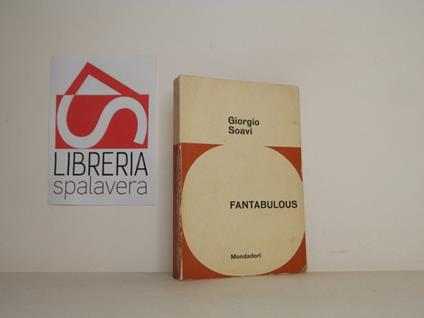 LIBRERIA
spalavera
Giorgio
Soavi
FANTABULOUS
Mondadori